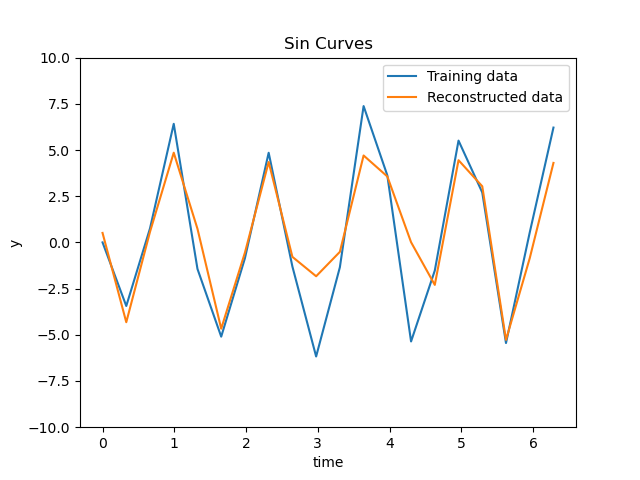 Sin Curves
Training data
Reconstructed data
10.0
7.5
5.0
2.5
0.0
−2.5
−5.0
−7.5
−10.0
y
0 1 2 3 4 5 6
time